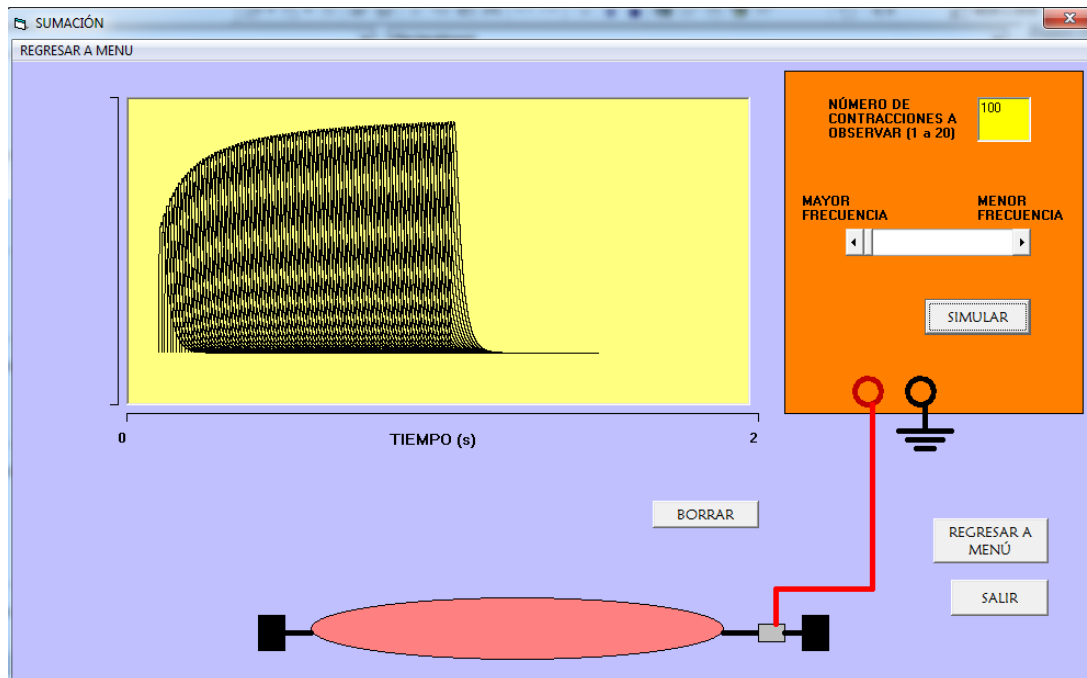 SUMACIÓN
REGRESAR A MENU
NÚMERO DE
CONTRACCIONES A
OBSERVAR (1 a 20)
100
MAYOR
FRECUENCIA
MENOR
FRECUENCIA
SIMULAR
0
TIEMPO (s)
2
BORRAR
REGRESAR A
MENÚ
SALIR